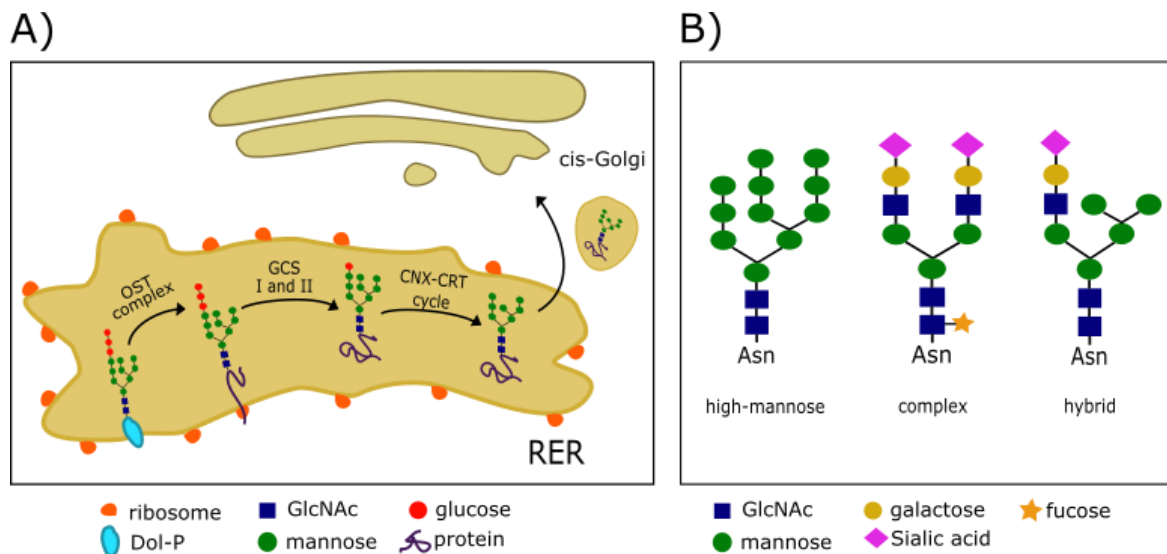 A)
B)
cis-Golgi
OST
complex
GCS
I and II
CNX-CRT
cycle
RER
Asn
Asn
Asn
high-mannose
complex
hybrid
ribosome
GlcNAc
glucose
Dol-P
mannose
protein
GlcNAc
galactose
fucose
mannose
Sialic acid